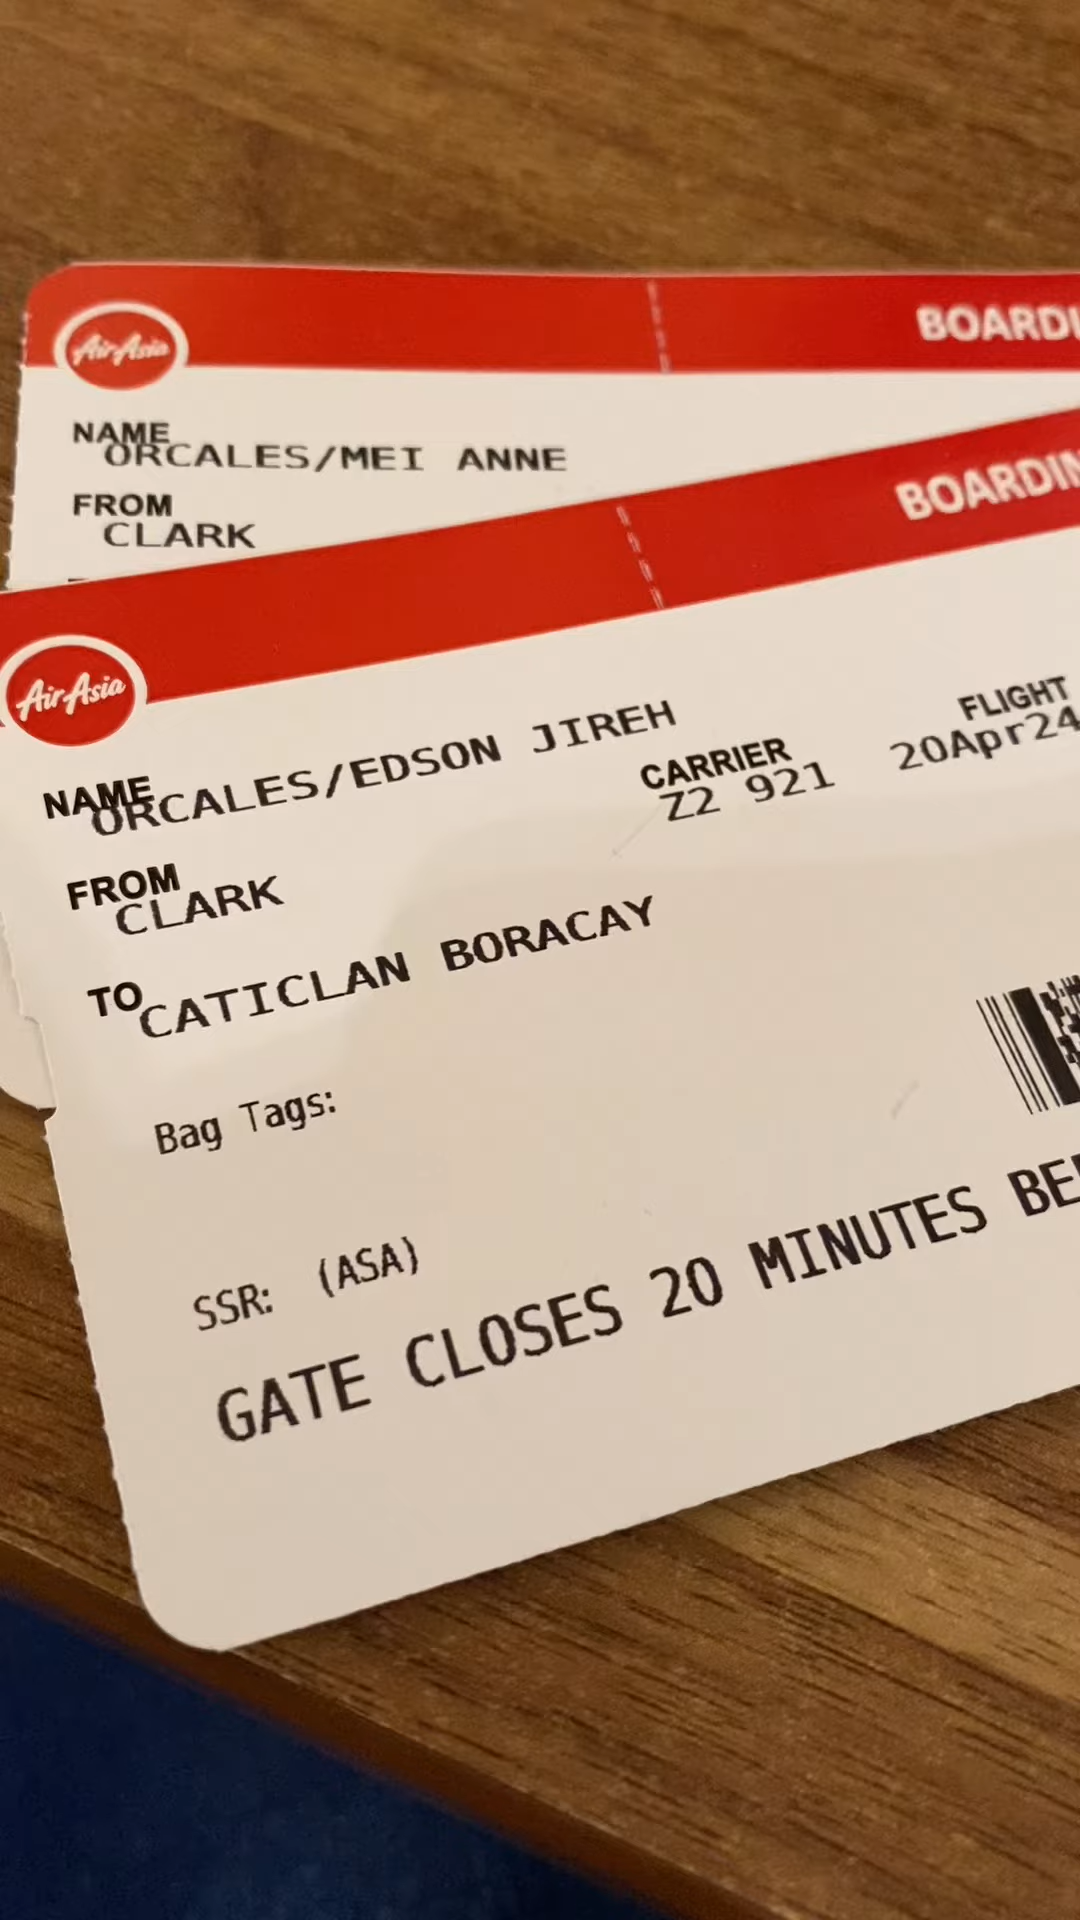 AirAsia
BOARDI
NAME
ORCALES/MEI ANNE
FROM
CLARK
BOARDIN
AirAsia
NAME
ORCALES/EDSON JIREH
CARRIER
Z2 921
FLIGHT
20Apr24
FROM
CLARK
TO
CATICLAN BORACAY
Bag Tags:
SSR: (ASA)
GATE CLOSES 20 MINUTES BE